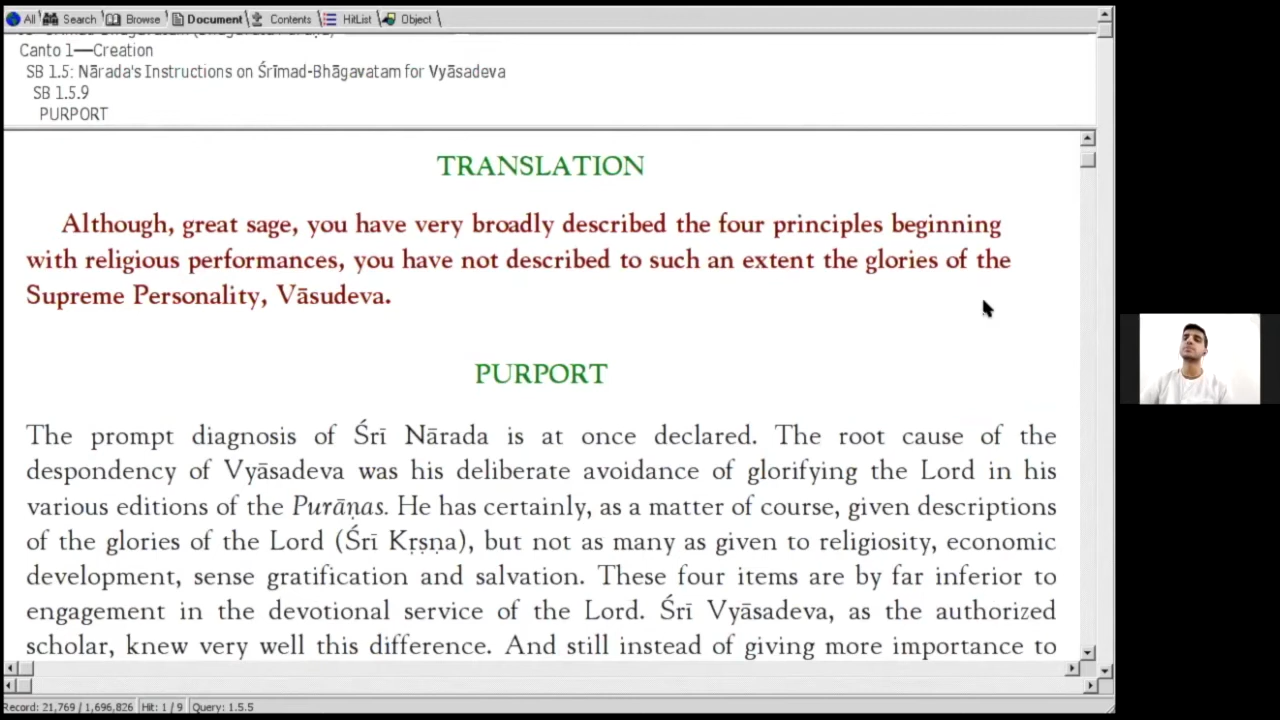 All Search Browse Document Contents HitList Object
Canto 1—Creation
SB 1.5: Nārada's Instructions on Śrīmad-Bhāgavatam for Vyāsadeva
SB 1.5.9
PURPORT
TRANSLATION
Although, great sage, you have very broadly described the four principles beginning
with religious performances, you have not described to such an extent the glories of the
Supreme Personality, Vāsudeva.
PURPORT
The prompt diagnosis of Śrī Nārada is at once declared. The root cause of the
despondency of Vyāsadeva was his deliberate avoidance of glorifying the Lord in his
various editions of the Purāṇas. He has certainly, as a matter of course, given descriptions
of the glories of the Lord (Śrī Kṛṣṇa), but not as many as given to religiosity, economic
development, sense gratification and salvation. These four items are by far inferior to
engagement in the devotional service of the Lord. Śrī Vyāsadeva, as the authorized
scholar, knew very well this difference. And still instead of giving more importance to
Record: 21,769 / 1,696,826 Hit: 1 / 9 Query: 1.5.5